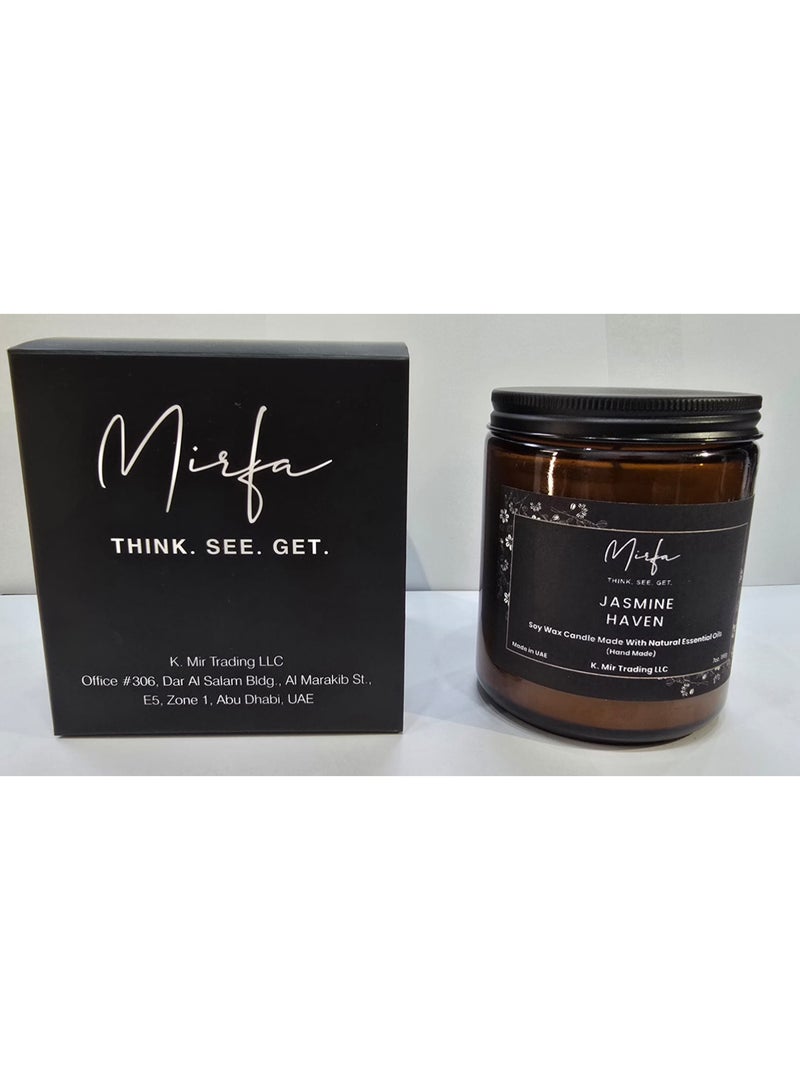 Mirfa
THINK. SEE. GET.
K. Mir Trading LLC
Office #306, Dar Al Salam Bldg., Al Marakib St.,
E5, Zone 1, Abu Dhabi, UAE
Mirfa
THINK. SEE. GET.
JASMINE
HAVEN
Soy Wax Candle Made With Natural Essential Oils
(Hand Made)
Made in UAE
K. Mir Trading LLC